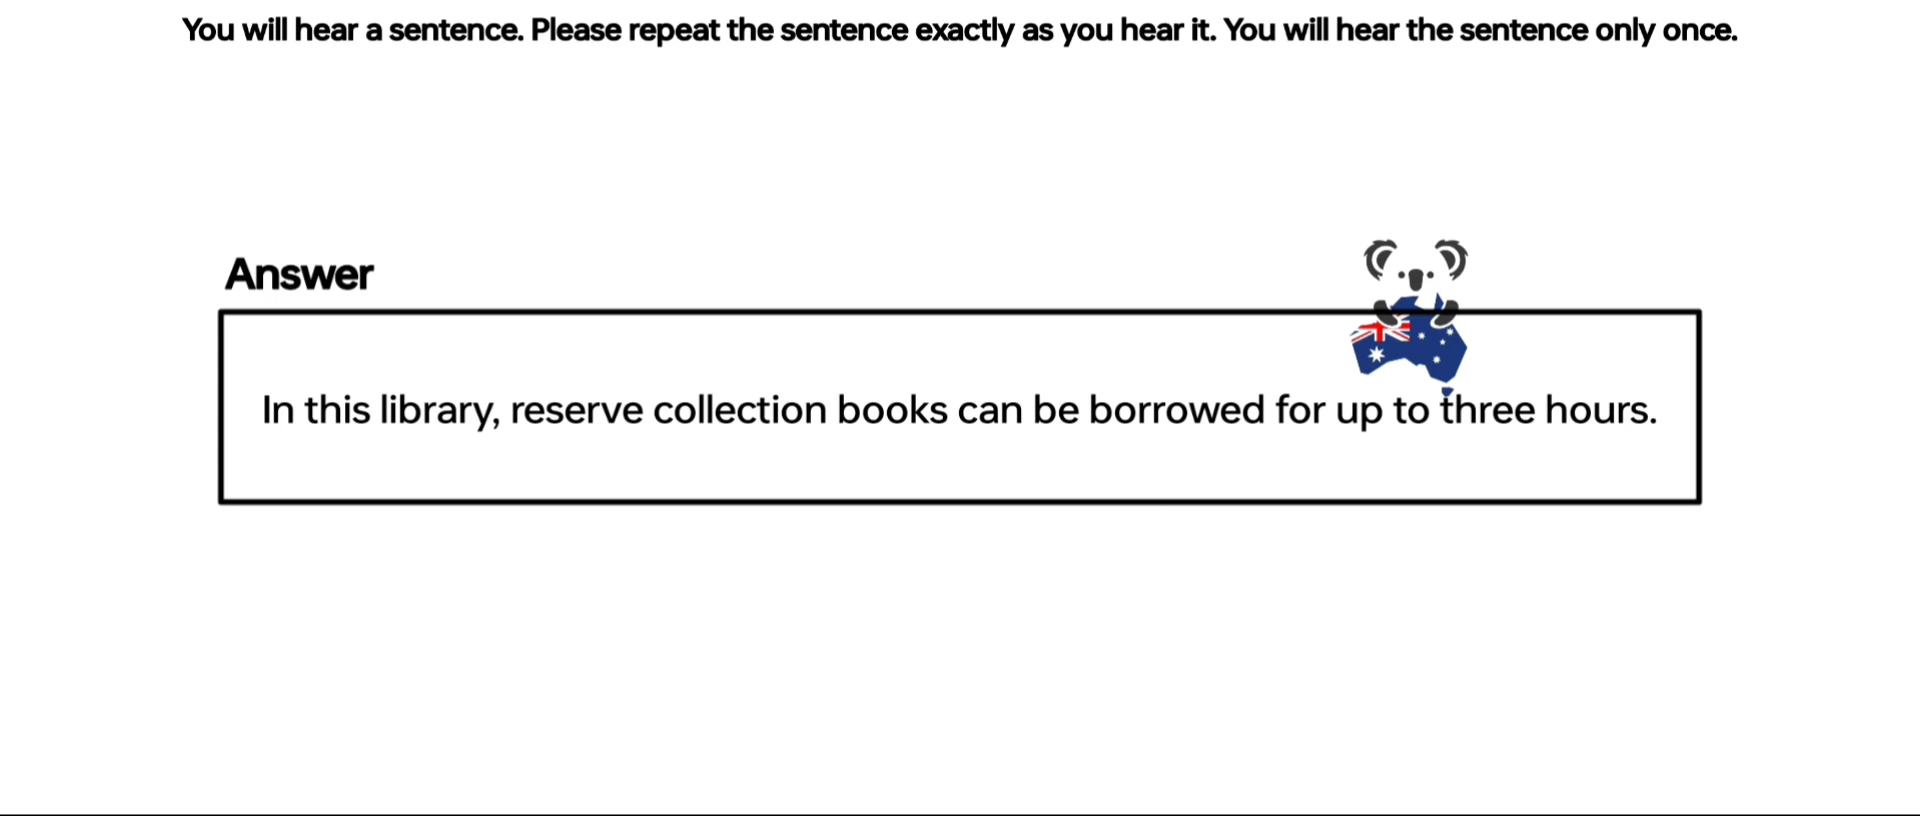 You will hear a sentence. Please repeat the sentence exactly as you hear it. You will hear the sentence only once.
Answer
In this library, reserve collection books can be borrowed for up to three hours.